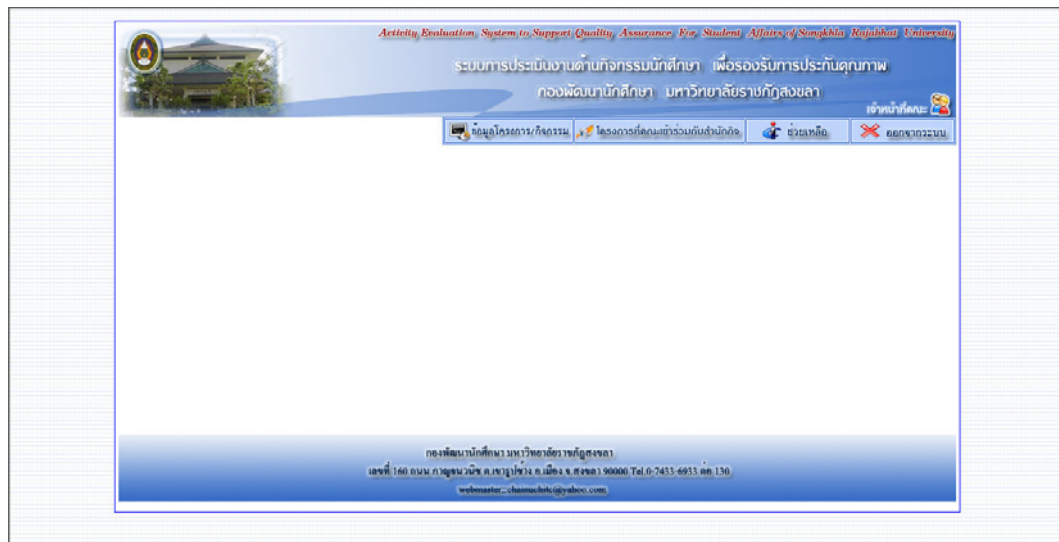 Activity Evaluation System to Support Quality Assurance For Student Affairs of Songkhla Rajabhat University
ระบบการประเมินงานด้านกิจกรรมนักศึกษา เพื่อรองรับการประกันคุณภาพ
กองพัฒนานักศึกษา มหาวิทยาลัยราชภัฏสงขลา
เจ้าหน้าที่คณะ
ข้อมูลโครงการ/กิจกรรม โครงการที่คณะเข้าร่วมกับสำนักกิจ ช่วยเหลือ ออกจากระบบ
กองพัฒนานักศึกษา มหาวิทยาลัยราชภัฏสงขลา
เลขที่ 160 ถนน กาญจนวนิช ต.เขารูปช้าง อ.เมือง จ.สงขลา 90000 Tel.0-7433-6933 ต่อ 130